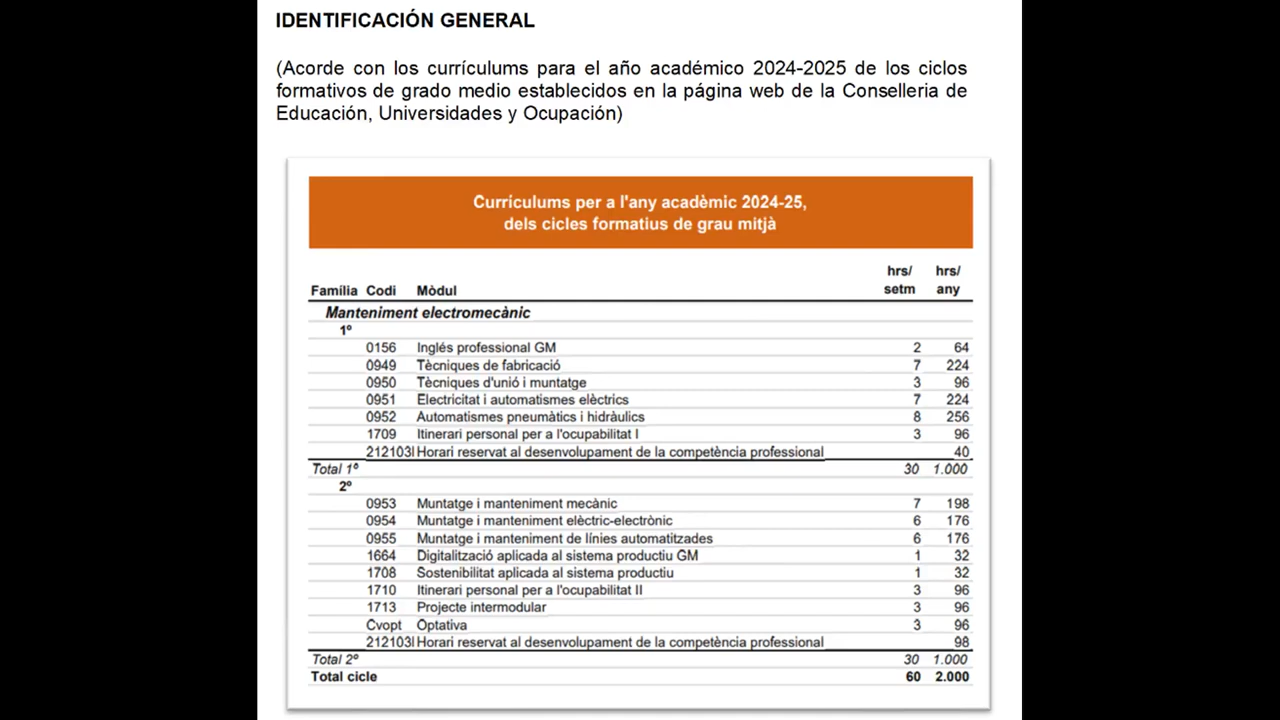 IDENTIFICACIÓN GENERAL
(Acorde con los currículums para el año académico 2024-2025 de los ciclos
formativos de grado medio establecidos en la página web de la Conselleria de
Educación, Universidades y Ocupación)
Curriculums per a l'any acadèmic 2024-25,
dels cicles formatius de grau mitjà
hrs/ hrs/
Família Codi Mòdul setm any
Manteniment electromecànic
1º
0156 Inglés professional GM 2 64
0949 Tècniques de fabricació 7 224
0950 Tècniques d'unió i muntatge 3 96
0951 Electricitat i automatismes elèctrics 7 224
0952 Automatismes pneumàtics i hidràulics 8 256
1709 Itinerari personal per a l'ocupabilitat I 3 96
212103I Horari reservat al desenvolupament de la competència professional 40
Total 1º 30 1.000
2º
0953 Muntatge i manteniment mecànic 7 198
0954 Muntatge i manteniment elèctric-electrònic 6 176
0955 Muntatge i manteniment de línies automatitzades 6 176
1664 Digitalització aplicada al sistema productiu GM 1 32
1708 Sostenibilitat aplicada al sistema productiu 1 32
1710 Itinerari personal per a l'ocupabilitat II 3 96
1713 Projecte intermodular 3 96
Cvopt Optativa 3 96
212103I Horari reservat al desenvolupament de la competència professional 98
Total 2º 30 1.000
Total cicle 60 2.000